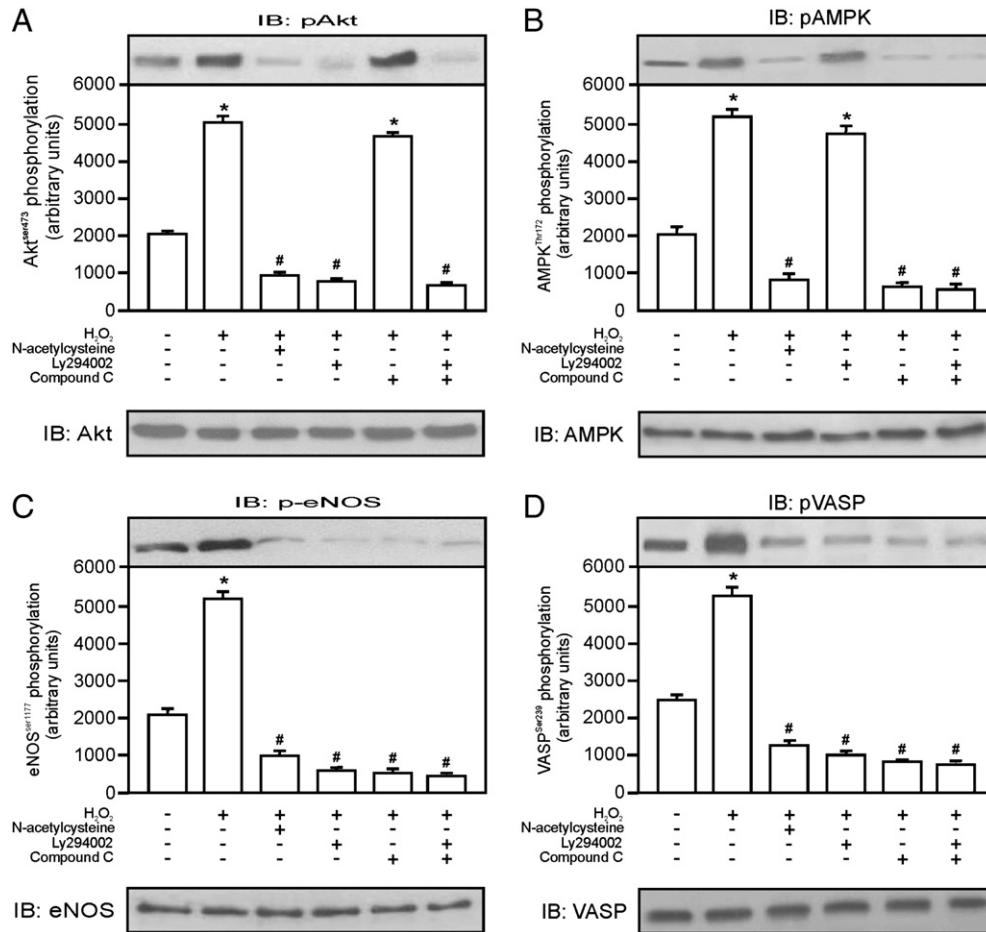 A
IB: pAkt
6000
5000
4000
3000
2000
1000
0
Akt^ser473 phosphorylation
(arbitrary units)
*
#
#
*
#
H₂O₂ - + + + + +
N-acetylcysteine - - + - - -
Ly294002 - - - + - +
Compound C - - - - + +
IB: Akt
B
IB: pAMPK
6000
5000
4000
3000
2000
1000
0
AMPK^Thr172 phosphorylation
(arbitrary units)
*
#
*
#
#
H₂O₂ - + + + + +
N-acetylcysteine - - + - - -
Ly294002 - - - + - +
Compound C - - - - + +
IB: AMPK
C
IB: p-eNOS
6000
5000
4000
3000
2000
1000
0
eNOS^ser1177 phosphorylation
(arbitrary units)
*
#
#
#
#
H₂O₂ - + + + + +
N-acetylcysteine - - + - - -
Ly294002 - - - + - +
Compound C - - - - + +
IB: eNOS
D
IB: pVASP
6000
5000
4000
3000
2000
1000
0
VASP^Ser239 phosphorylation
(arbitrary units)
*
#
#
#
#
H₂O₂ - + + + + +
N-acetylcysteine - - + - - -
Ly294002 - - - + - +
Compound C - - - - + +
IB: VASP